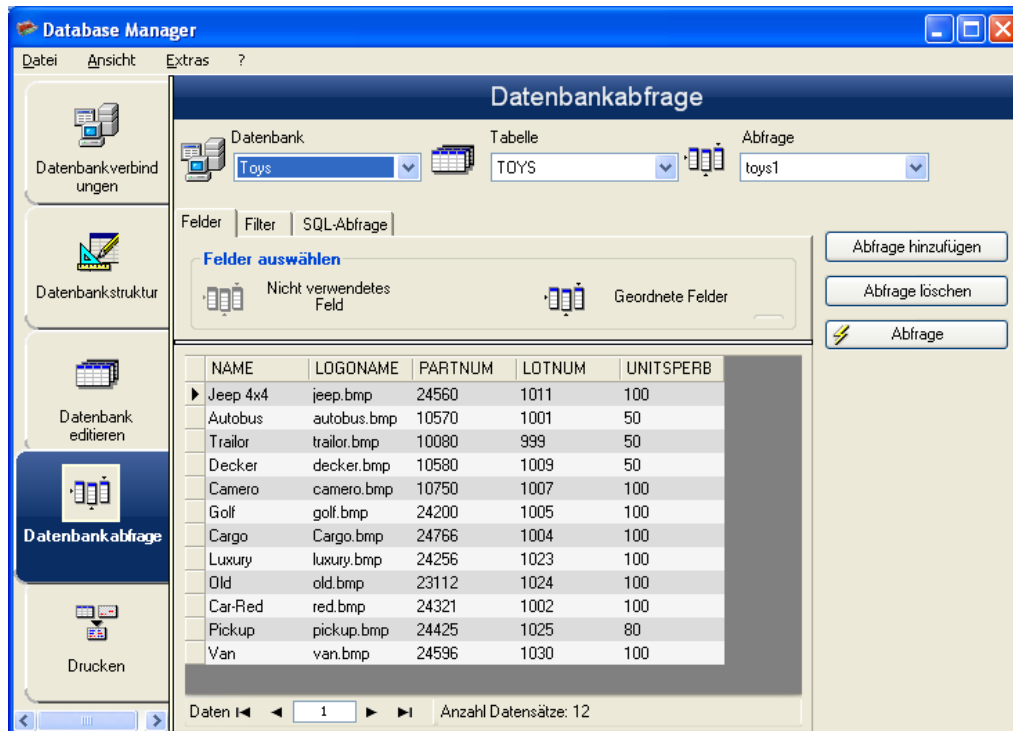 Database Manager
Datei Ansicht Extras ?
Datenbankverbind
ungen
Datenbankstruktur
Datenbank
editieren
Datenbankabfrage
Drucken
Datenbankabfrage
Datenbank Tabelle Abfrage
Toys TOYS toys1
Felder Filter SQL-Abfrage
Felder auswählen
Nicht verwendetes
Feld
Geordnete Felder
Abfrage hinzufügen
Abfrage löschen
Abfrage
NAME LOGONAME PARTNUM LOTNUM UNITSPERB
Jeep 4x4 jeep.bmp 24560 1011 100
Autobus autobus.bmp 10570 1001 50
Trailor trailor.bmp 10080 999 50
Decker decker.bmp 10580 1009 50
Camero camero.bmp 10750 1007 100
Golf golf.bmp 24200 1005 100
Cargo Cargo.bmp 24766 1004 100
Luxury luxury.bmp 24256 1023 100
Old old.bmp 23112 1024 100
Car-Red red.bmp 24321 1002 100
Pickup pickup.bmp 24425 1025 80
Van van.bmp 24596 1030 100
Daten 1 Anzahl Datensätze: 12